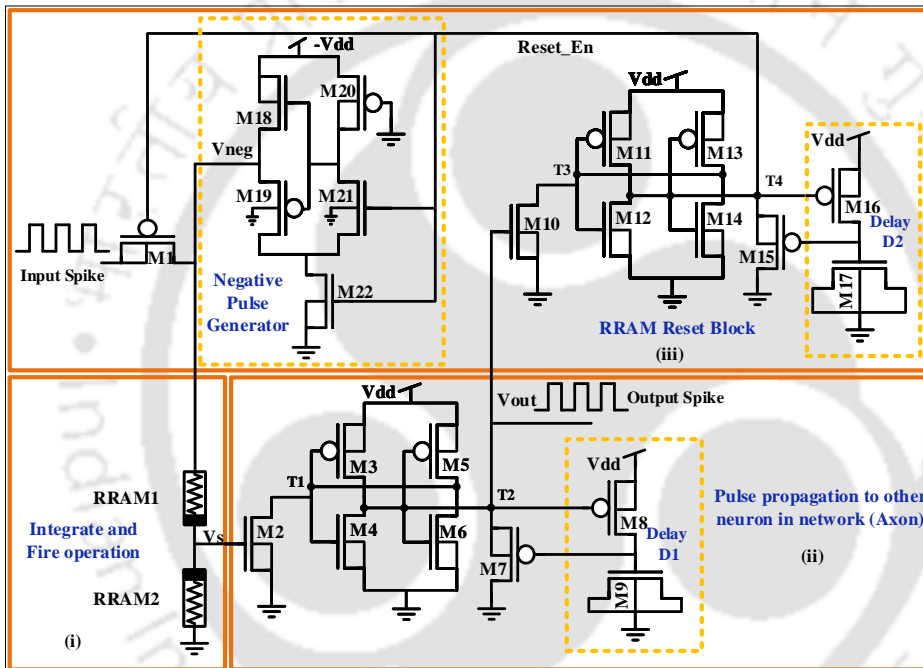 -Vdd
Reset_En
Vdd
M20
M18
M11
M13
Vdd
Vneg
T3
T4
M19
M21
M10
M12
M14
M16
Delay
D2
Input Spike
M1
M15
Negative
Pulse
Generator
M22
M17
RRAM Reset Block
(iii)
Vdd
Vout
Output Spike
M3
M5
Vdd
RRAM1
T1
T2
Pulse propagation to other
neuron in network (Axon)
Integrate and
Fire operation
Vs
M2
M4
M6
M8
Delay
D1
M7
M9
(ii)
RRAM2
(i)